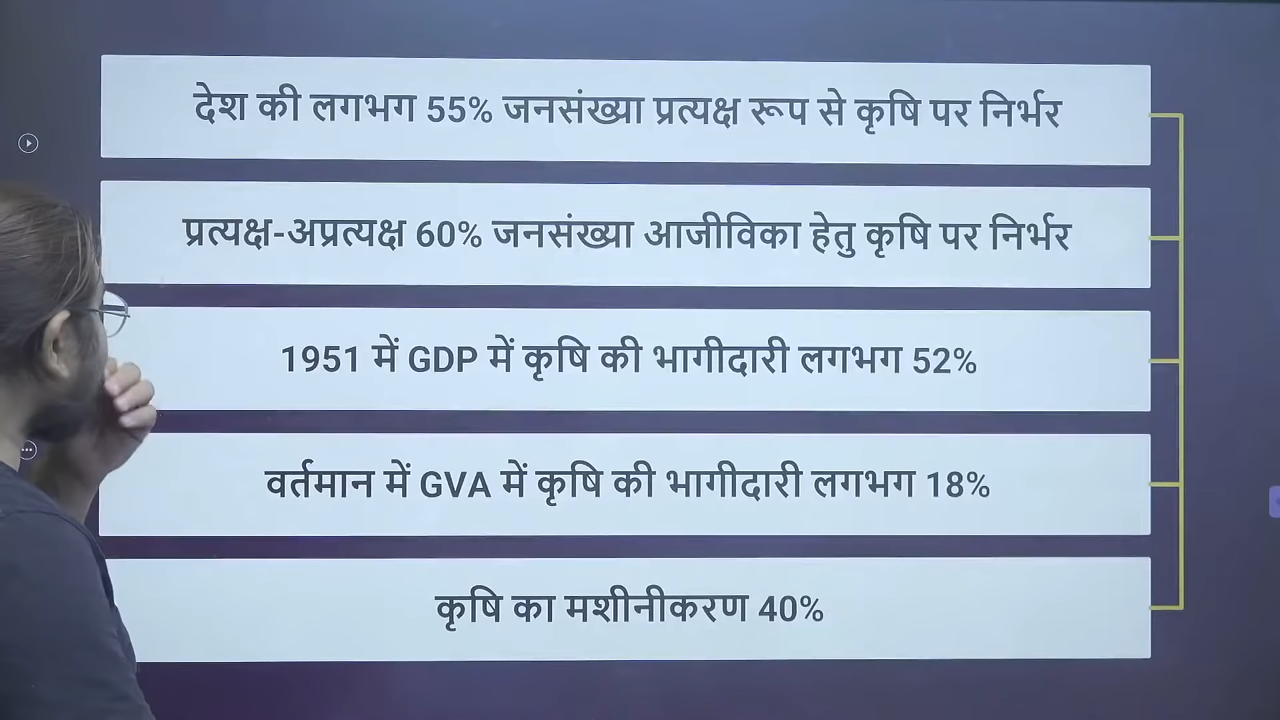 देश की लगभग 55% जनसंख्या प्रत्यक्ष रूप से कृषि पर निर्भर
प्रत्यक्ष-अप्रत्यक्ष 60% जनसंख्या आजीविका हेतु कृषि पर निर्भर
1951 में GDP में कृषि की भागीदारी लगभग 52%
वर्तमान में GVA में कृषि की भागीदारी लगभग 18%
कृषि का मशीनीकरण 40%